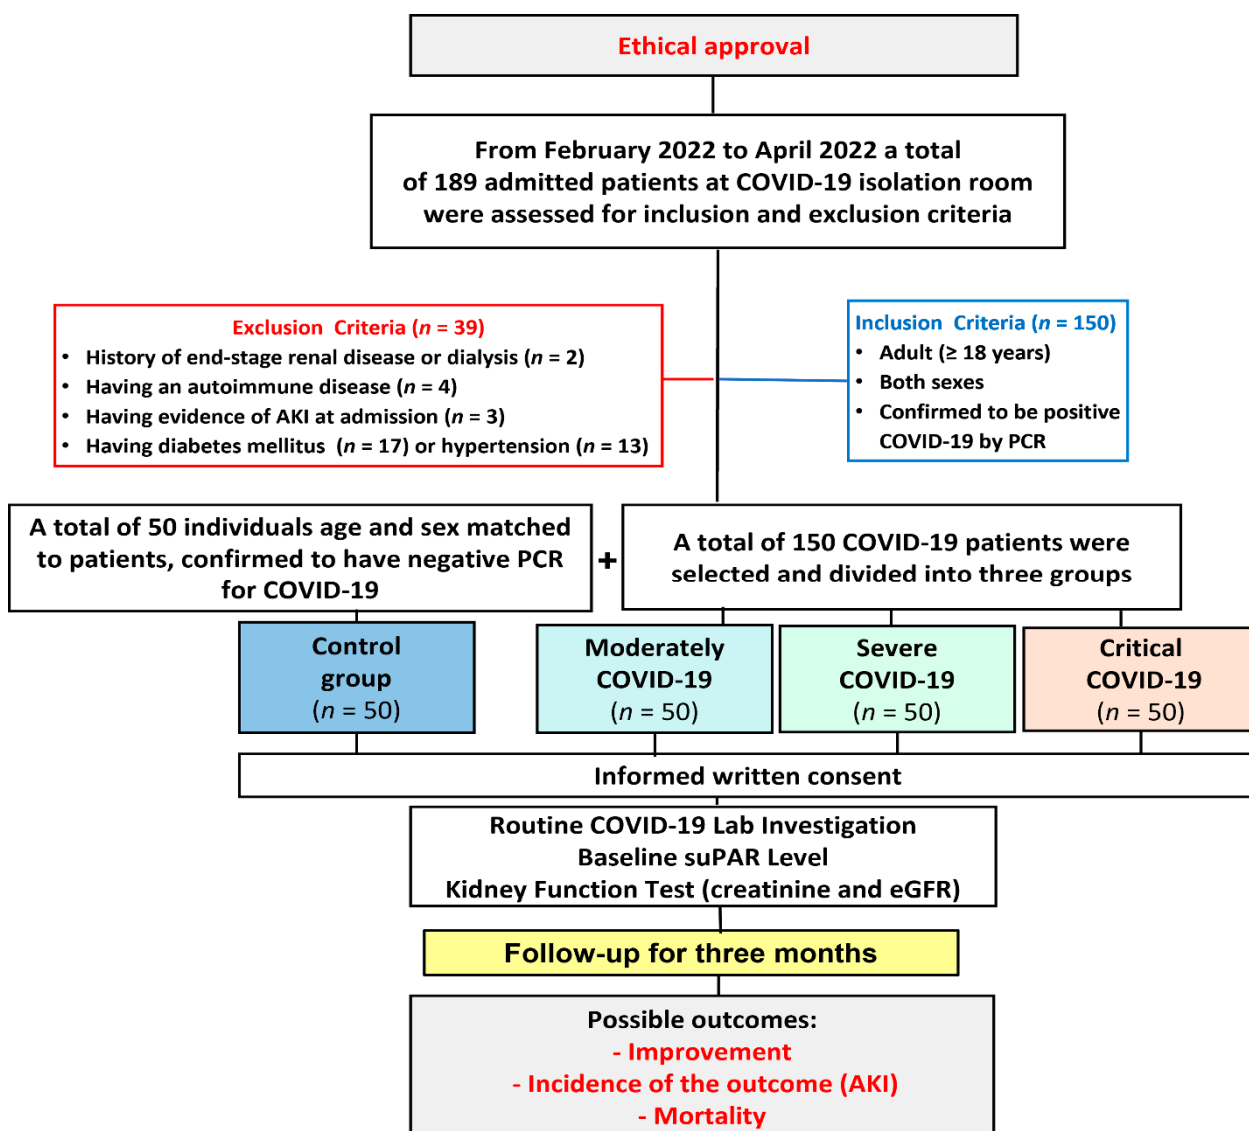 Ethical approval
From February 2022 to April 2022 a total
of 189 admitted patients at COVID-19 isolation room
were assessed for inclusion and exclusion criteria
Exclusion Criteria (n = 39)
• History of end-stage renal disease or dialysis (n = 2)
• Having an autoimmune disease (n = 4)
• Having evidence of AKI at admission (n = 3)
• Having diabetes mellitus (n = 17) or hypertension (n = 13)
Inclusion Criteria (n = 150)
• Adult (≥ 18 years)
• Both sexes
• Confirmed to be positive
COVID-19 by PCR
A total of 50 individuals age and sex matched
to patients, confirmed to have negative PCR
for COVID-19
+
A total of 150 COVID-19 patients were
selected and divided into three groups
Control
group
(n = 50)
Moderately
COVID-19
(n = 50)
Severe
COVID-19
(n = 50)
Critical
COVID-19
(n = 50)
Informed written consent
Routine COVID-19 Lab Investigation
Baseline suPAR Level
Kidney Function Test (creatinine and eGFR)
Follow-up for three months
Possible outcomes:
- Improvement
- Incidence of the outcome (AKI)
- Mortality